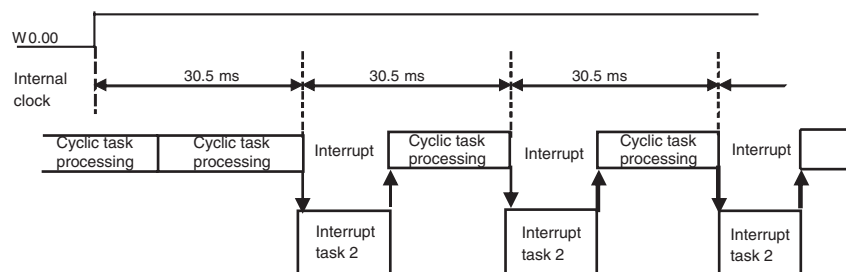 W0.00
Internal
clock
30.5 ms
30.5 ms
30.5 ms
Cyclic task
processing
Cyclic task
processing
Interrupt
Cyclic task
processing
Interrupt
Cyclic task
processing
Interrupt
Interrupt
task 2
Interrupt
task 2
Interrupt
task 2